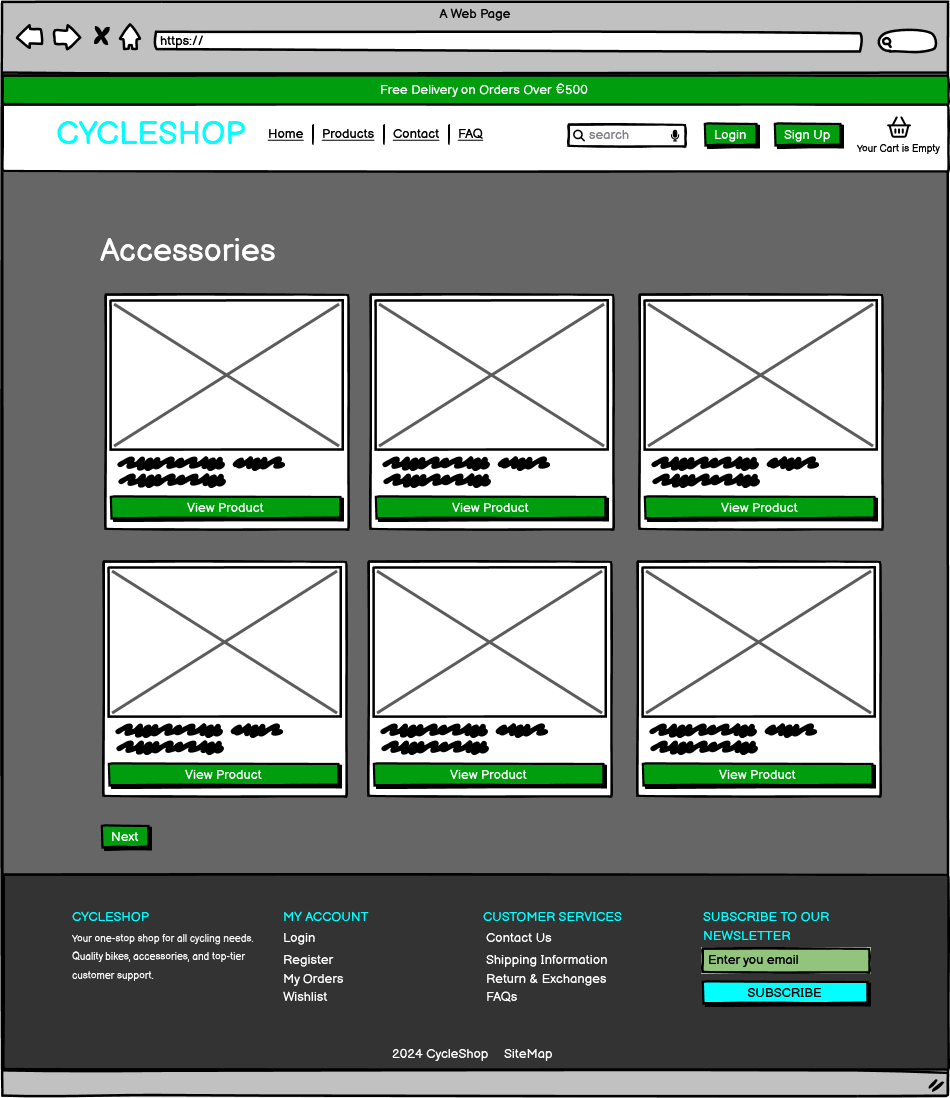 A Web Page
https://
Free Delivery on Orders Over €500
CYCLESHOP
Home
Products
Contact
FAQ
search
Login
Sign Up
Your Cart is Empty
Accessories
View Product
View Product
View Product
View Product
View Product
View Product
Next
CYCLESHOP
Your one-stop shop for all cycling needs.
Quality bikes, accessories, and top-tier
customer support.
MY ACCOUNT
Login
Register
My Orders
Wishlist
CUSTOMER SERVICES
Contact Us
Shipping Information
Return & Exchanges
FAQs
SUBSCRIBE TO OUR
NEWSLETTER
Enter you email
SUBSCRIBE
2024 CycleShop SiteMap